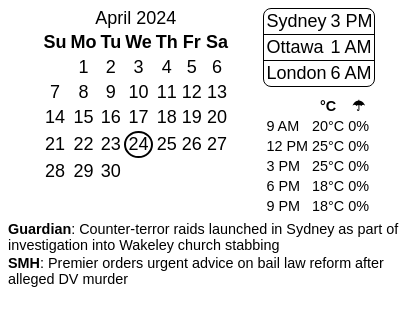 April 2024
Su Mo Tu We Th Fr Sa
1 2 3 4 5 6
7 8 9 10 11 12 13
14 15 16 17 18 19 20
21 22 23 24 25 26 27
28 29 30
Sydney 3 PM
Ottawa 1 AM
London 6 AM
°C ☂
9 AM 20°C 0%
12 PM 25°C 0%
3 PM 25°C 0%
6 PM 18°C 0%
9 PM 18°C 0%
Guardian: Counter-terror raids launched in Sydney as part of
investigation into Wakeley church stabbing
SMH: Premier orders urgent advice on bail law reform after
alleged DV murder